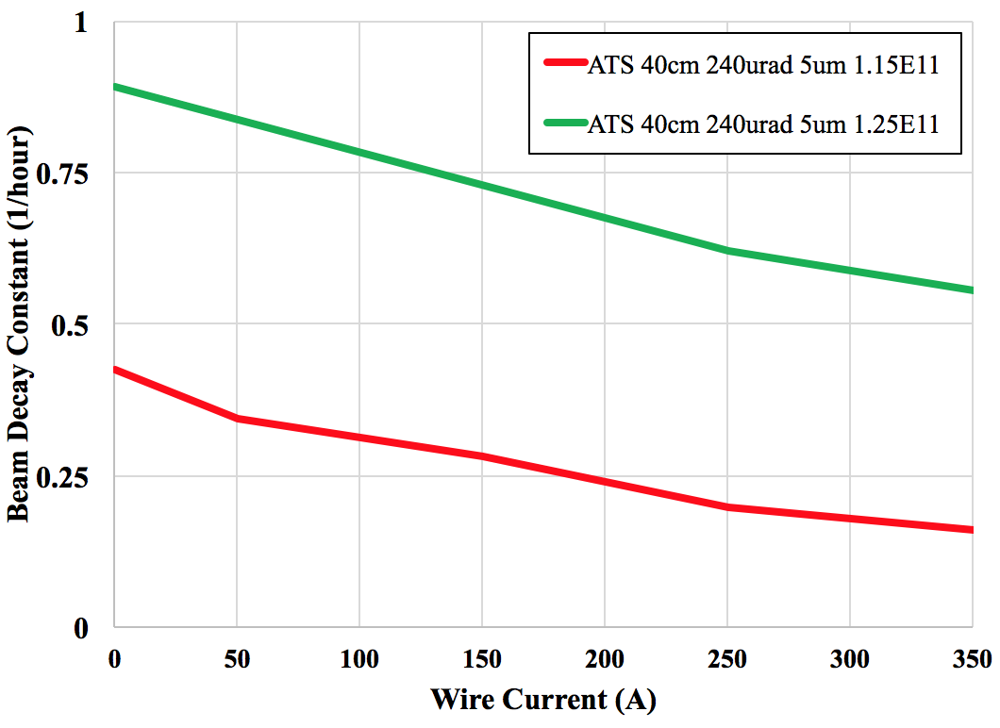 1
0.75
0.5
0.25
0
Beam Decay Constant (1/hour)
ATS 40cm 240urad 5um 1.15E11
ATS 40cm 240urad 5um 1.25E11
0 50 100 150 200 250 300 350
Wire Current (A)